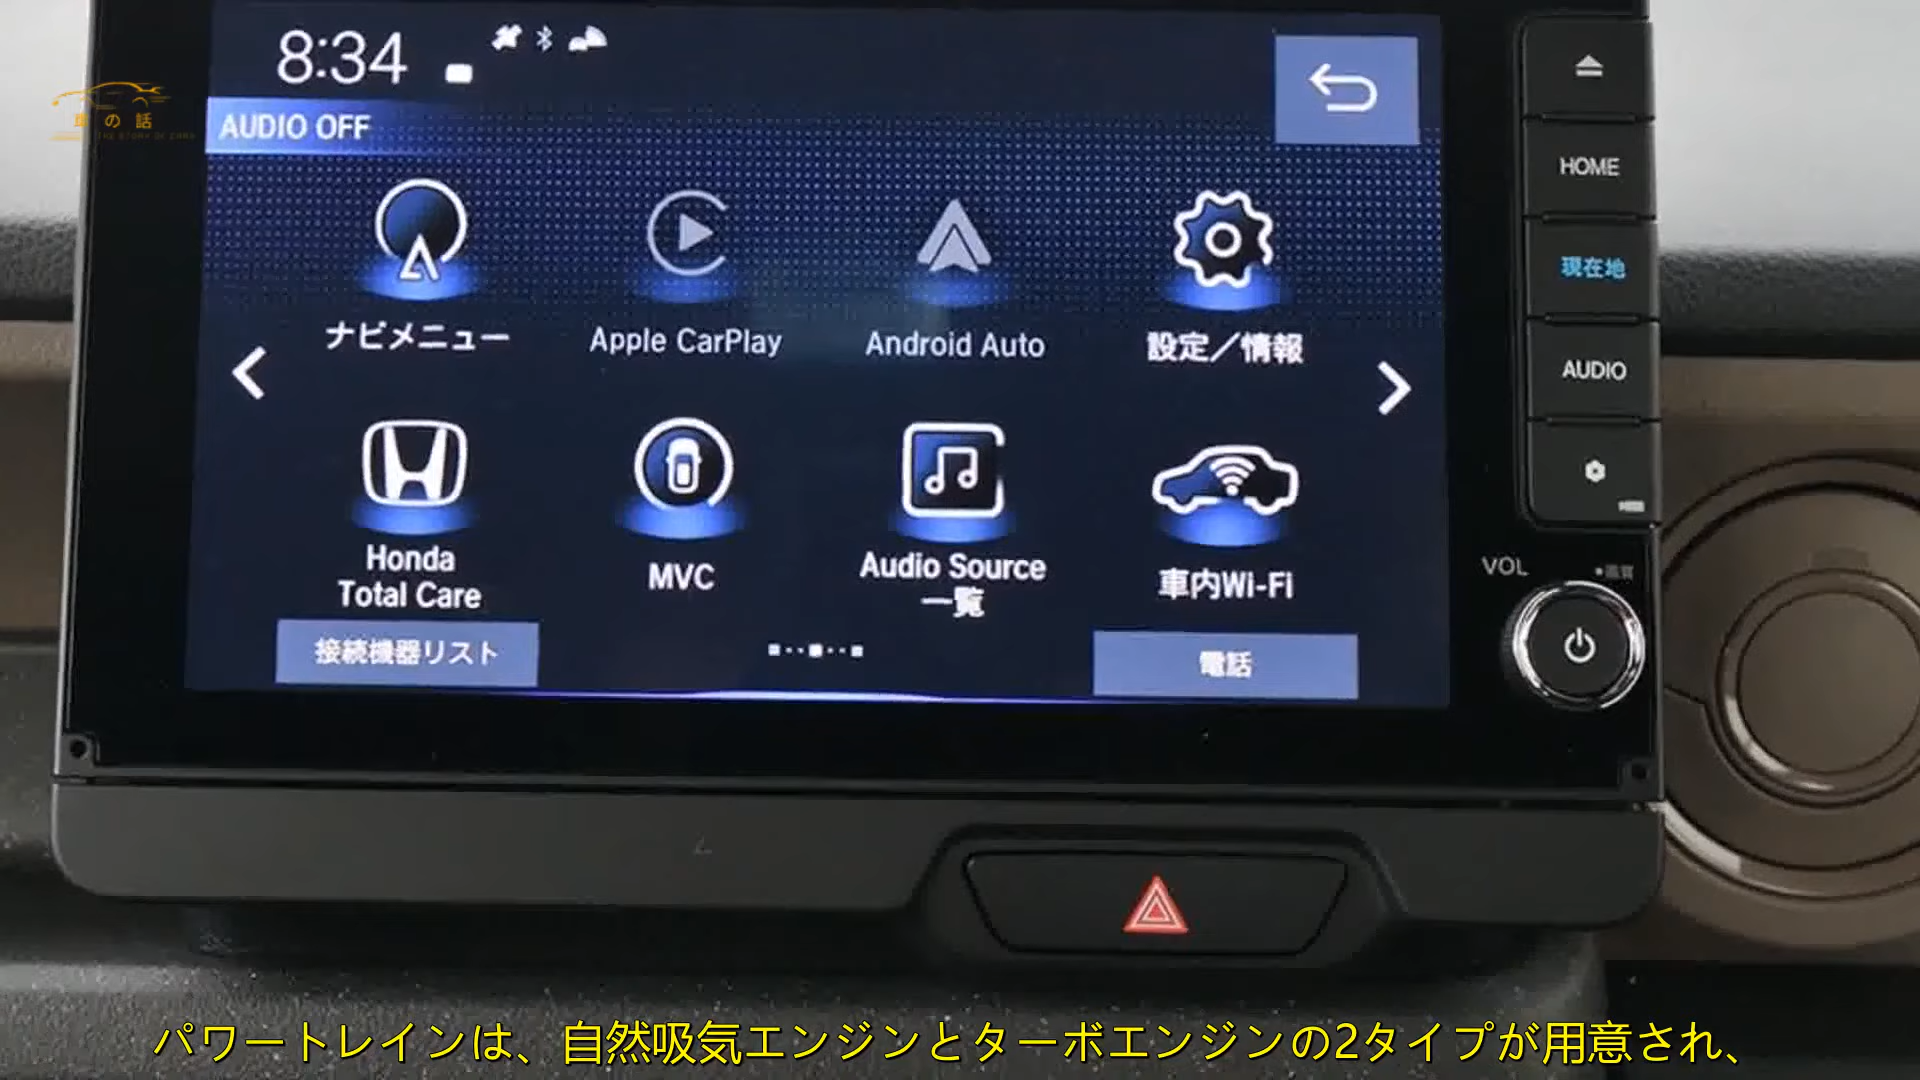 8:34
車の話
AUDIO OFF
HOME
現在地
AUDIO
ナビメニュー
Apple CarPlay
Android Auto
設定／情報
Honda
Total Care
MVC
Audio Source
一覧
車内Wi-Fi
接続機器リスト
電話
VOL
パワートレインは、自然吸気エンジンとターボエンジンの2タイプが用意され、